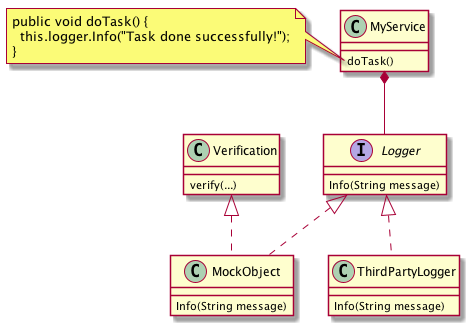 public void doTask() {
this.logger.Info("Task done successfully!");
}
C MyService
doTask()
C Verification
verify(...)
I Logger
Info(String message)
C MockObject
Info(String message)
C ThirdPartyLogger
Info(String message)